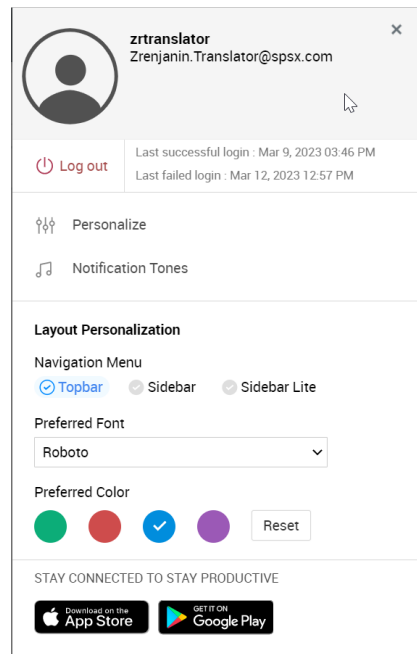 zrtranslator
Zrenjanin.Translator@spsx.com
Log out
Last successful login : Mar 9, 2023 03:46 PM
Last failed login : Mar 12, 2023 12:57 PM
Personalize
Notification Tones
Layout Personalization
Navigation Menu
Topbar Sidebar Sidebar Lite
Preferred Font
Roboto
Preferred Color
Reset
STAY CONNECTED TO STAY PRODUCTIVE
Download on the
App Store
GET IT ON
Google Play